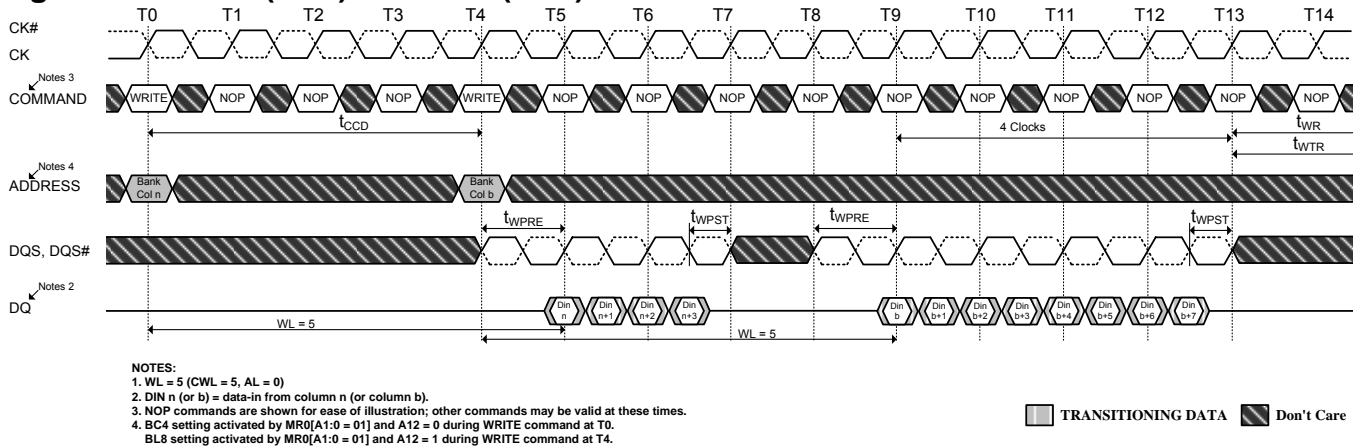 T0 T1 T2 T3 T4 T5 T6 T7 T8 T9 T10 T11 T12 T13 T14
CK#
CK
Notes 3
COMMAND
WRITE NOP NOP NOP WRITE NOP NOP NOP NOP NOP NOP NOP NOP NOP NOP
tCCD
4 Clocks
tWR
tWTR
Notes 4
ADDRESS
Bank
Col n
Bank
Col b
tWPRE tWPST tWPRE tWPST
DQS, DQS#
Notes 2
DQ
Din n Din n+1 Din n+2 Din n+3 Din b Din b+1 Din b+2 Din b+3 Din b+4 Din b+5 Din b+6 Din b+7
WL = 5
WL = 5
NOTES:
1. WL = 5 (CWL = 5, AL = 0)
2. DIN n (or b) = data-in from column n (or column b).
3. NOP commands are shown for ease of illustration; other commands may be valid at these times.
4. BC4 setting activated by MR0[A1:0 = 01] and A12 = 0 during WRITE command at T0.
BL8 setting activated by MR0[A1:0 = 01] and A12 = 1 during WRITE command at T4.
TRANSITIONING DATA
Don't Care